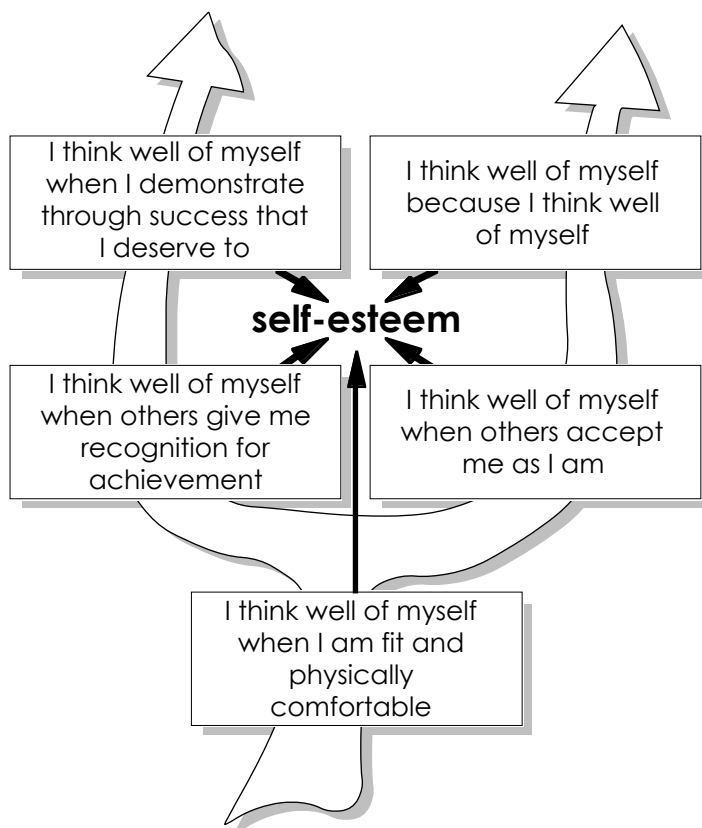 I think well of myself
when I demonstrate
through success that
I deserve to
I think well of myself
because I think well
of myself
self-esteem
I think well of myself
when others give me
recognition for
achievement
I think well of myself
when others accept
me as I am
I think well of myself
when I am fit and
physically
comfortable